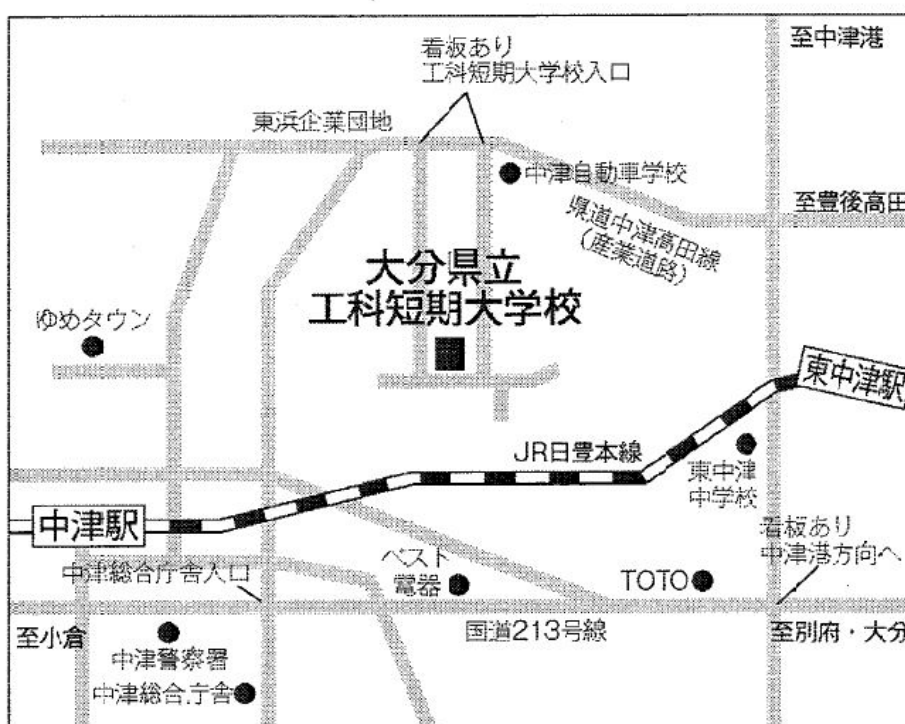 至中津港
看板あり
工科短期大学校入口
東浜企業団地
中津自動車学校
至豊後高田
県道中津高田線
(産業道路)
大分県立
工科短期大学校
ゆめタウン
東中津駅
JR日豊本線
東中津
中学校
中津駅
看板あり
中津港方向へ
中津総合庁舎入口
ベスト
電器
TOTO
至小倉
国道213号線
至別府・大分
中津警察署
中津総合庁舎